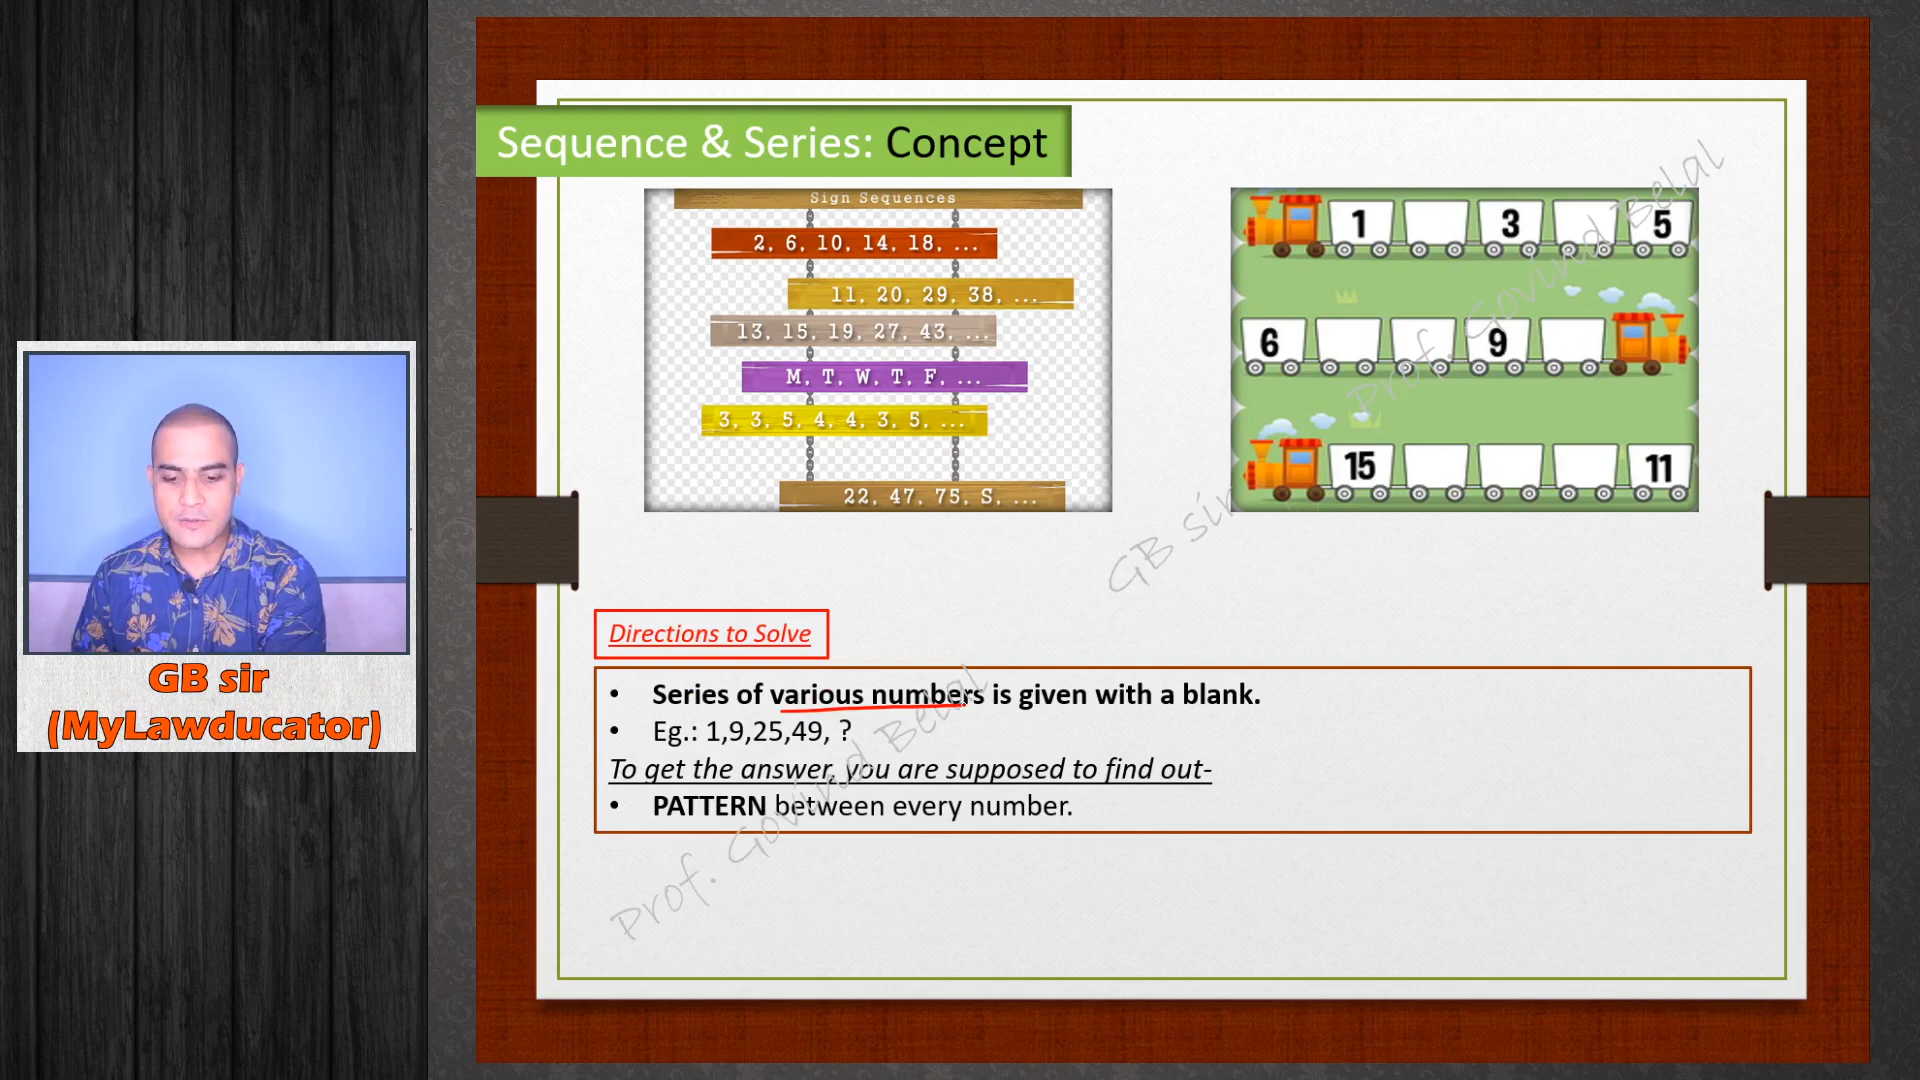 Sequence & Series: Concept
Sign Sequences
2, 6, 10, 14, 18, ...
11, 20, 29, 38, ...
13, 15, 19, 27, 43, ...
M, T, W, T, F, ...
3, 3, 5, 4, 4, 3, 5, ...
22, 47, 75, S, ...
1 3 5
6 9
15 11
Directions to Solve
• Series of various numbers is given with a blank.
• Eg.: 1,9,25,49, ?
To get the answer, you are supposed to find out-
• PATTERN between every number.
GB sir
(MyLawducator)
Prof. Govind Belal
GB sir
Prof. Govind Belal